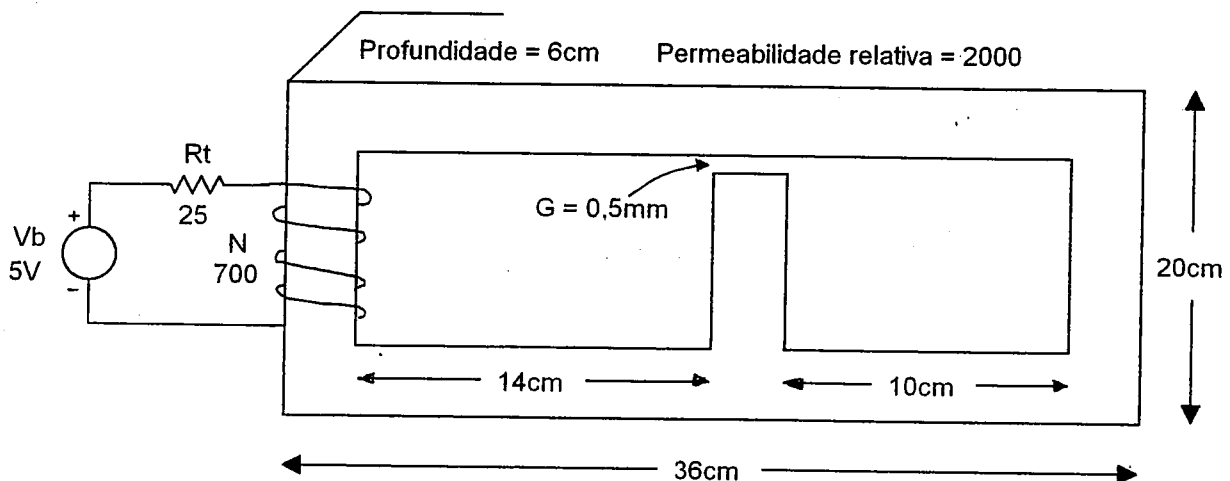 Profundidade = 6cm Permeabilidade relativa = 2000
Rt
25
+
Vb
5V
-
N
700
G = 0,5mm
20cm
14cm
10cm
36cm